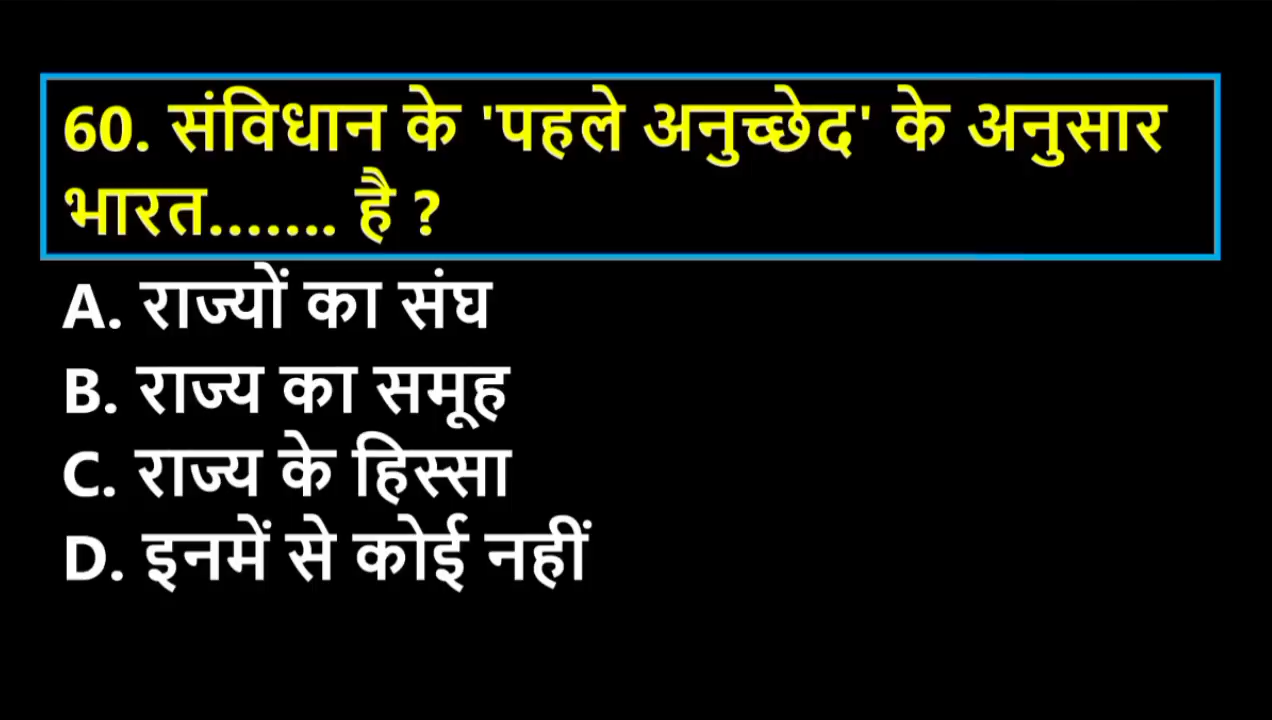 60. संविधान के 'पहले अनुच्छेद' के अनुसार
भारत....... है ?
A. राज्यों का संघ
B. राज्य का समूह
C. राज्य के हिस्सा
D. इनमें से कोई नहीं